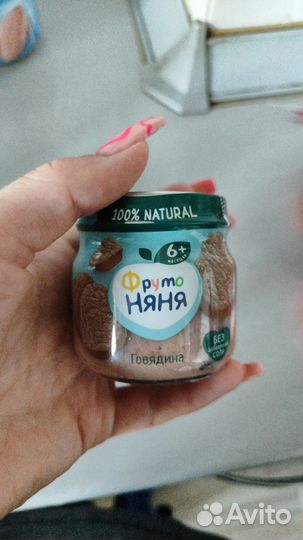 100% NATURAL
6+
МЕСЯЦЕВ
Фруто
НЯНЯ
Говядина
БЕЗ
СОЛИ
Avito